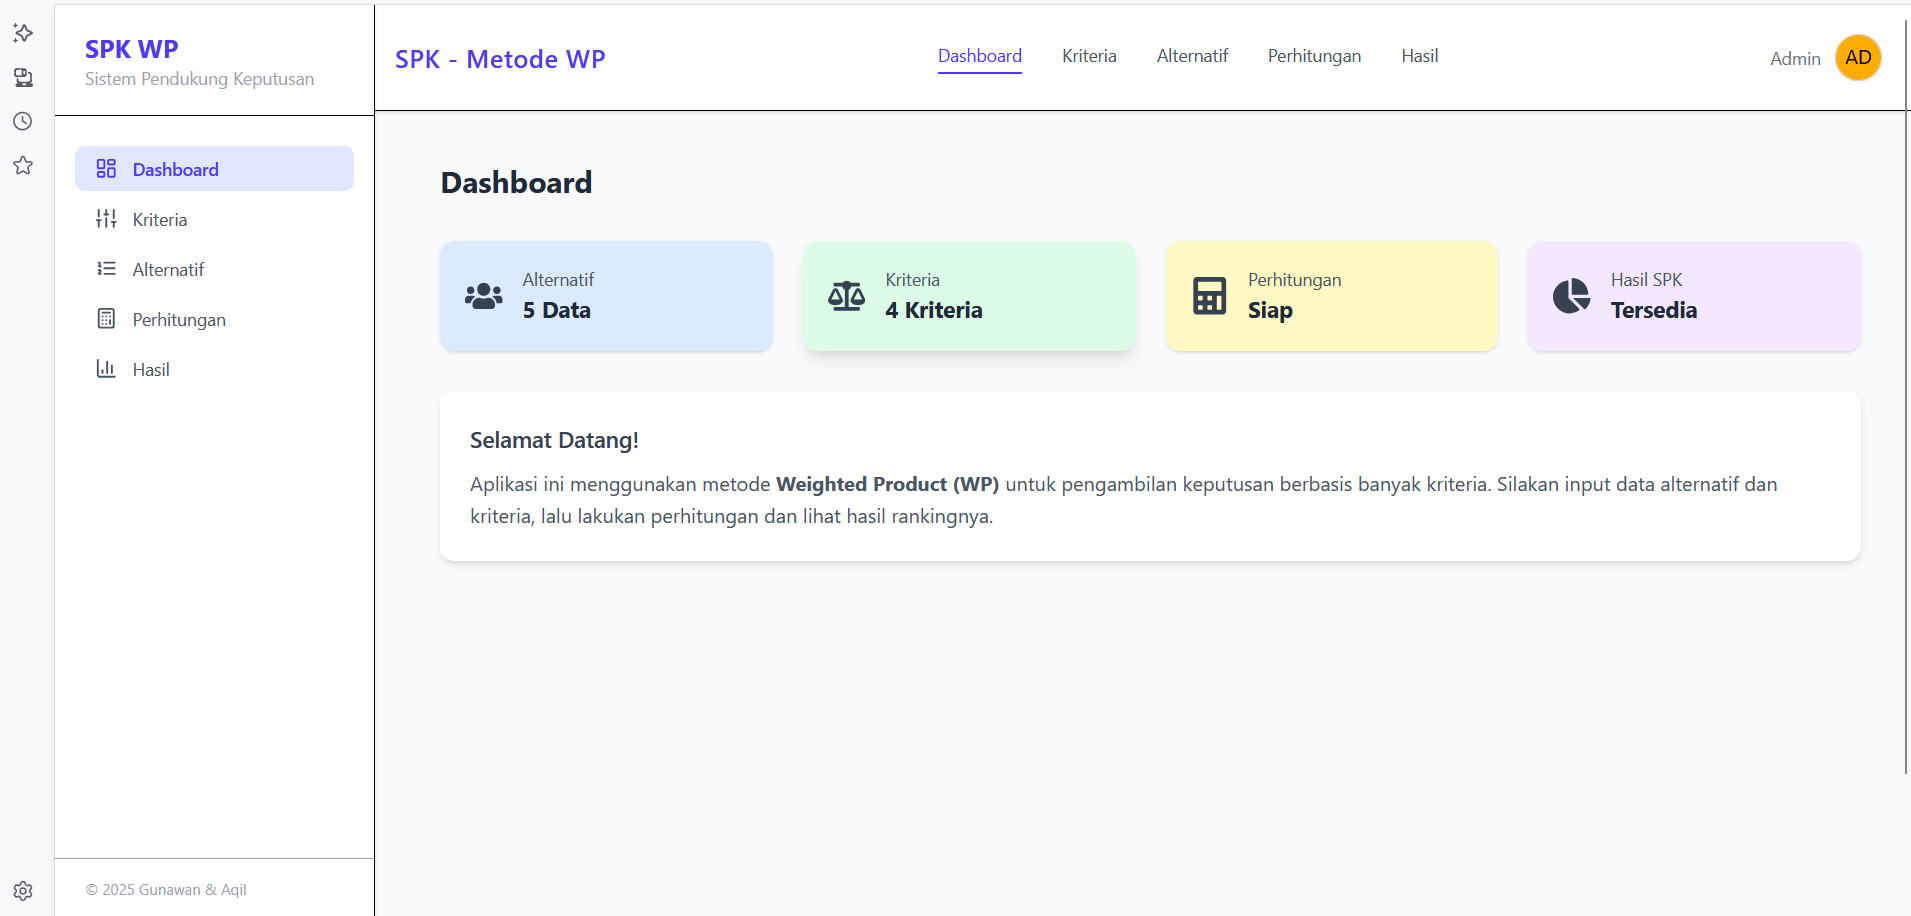 SPK WP
Sistem Pendukung Keputusan
Dashboard
Kriteria
Alternatif
Perhitungan
Hasil
© 2025 Gunawan & Aqil
SPK - Metode WP
Dashboard
Kriteria
Alternatif
Perhitungan
Hasil
Admin
AD
Dashboard
Alternatif
5 Data
Kriteria
4 Kriteria
Perhitungan
Siap
Hasil SPK
Tersedia
Selamat Datang!
Aplikasi ini menggunakan metode Weighted Product (WP) untuk pengambilan keputusan berbasis banyak kriteria. Silakan input data alternatif dan
kriteria, lalu lakukan perhitungan dan lihat hasil rankingnya.